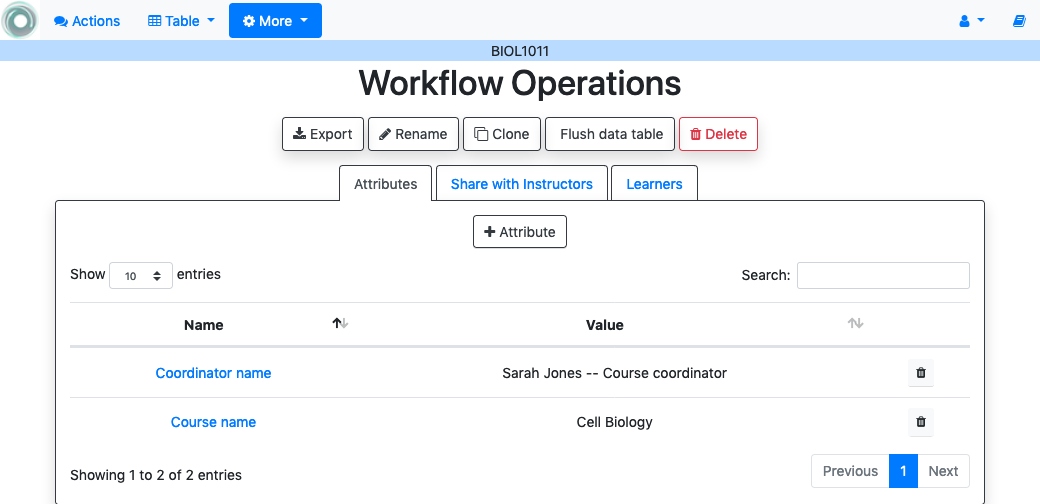 Actions Table More
BIOL1011
Workflow Operations
Export Rename Clone Flush data table Delete
Attributes Share with Instructors Learners
Attribute
Show 10 entries Search:
Name Value
Coordinator name Sarah Jones -- Course coordinator
Course name Cell Biology
Showing 1 to 2 of 2 entries Previous 1 Next